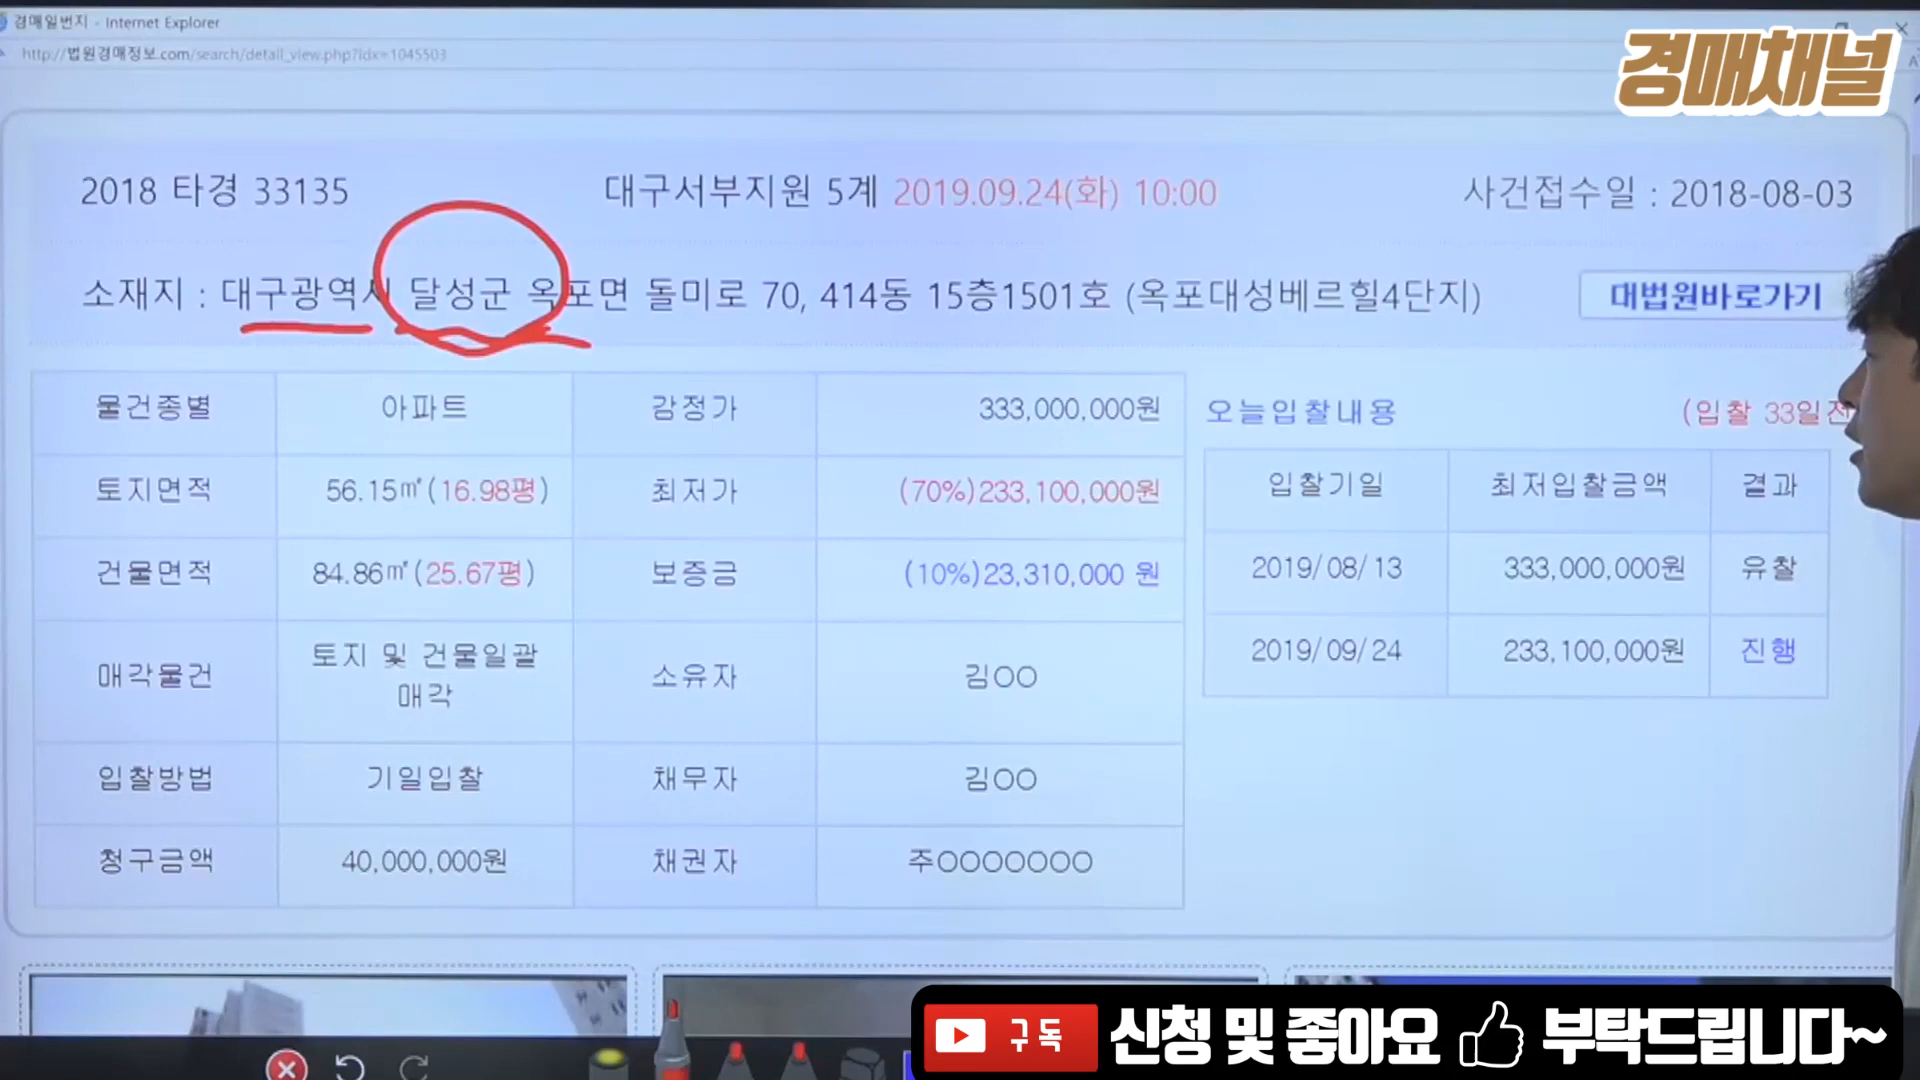 경매일번지 - Internet Explorer
http://법원경매정보.com/search/detail_view.php?idx=1045503
경매채널
2018 타경 33135
대구서부지원 5계 2019.09.24(화) 10:00
사건접수일 : 2018-08-03
소재지 : 대구광역시 달성군 옥포면 돌미로 70, 414동 15층1501호 (옥포대성베르힐4단지)
대법원바로가기
물건종별 아파트 감정가 333,000,000원
토지면적 56.15㎡(16.98평) 최저가 (70%)233,100,000원
건물면적 84.86㎡(25.67평) 보증금 (10%)23,310,000 원
매각물건 토지 및 건물일괄
매각 소유자 김OO
입찰방법 기일입찰 채무자 김OO
청구금액 40,000,000원 채권자 주OOOOOOO
오늘입찰내용 (입찰 33일전
입찰기일 최저입찰금액 결과
2019/08/13 333,000,000원 유찰
2019/09/24 233,100,000원 진행
구독 신청 및 좋아요 부탁드립니다~